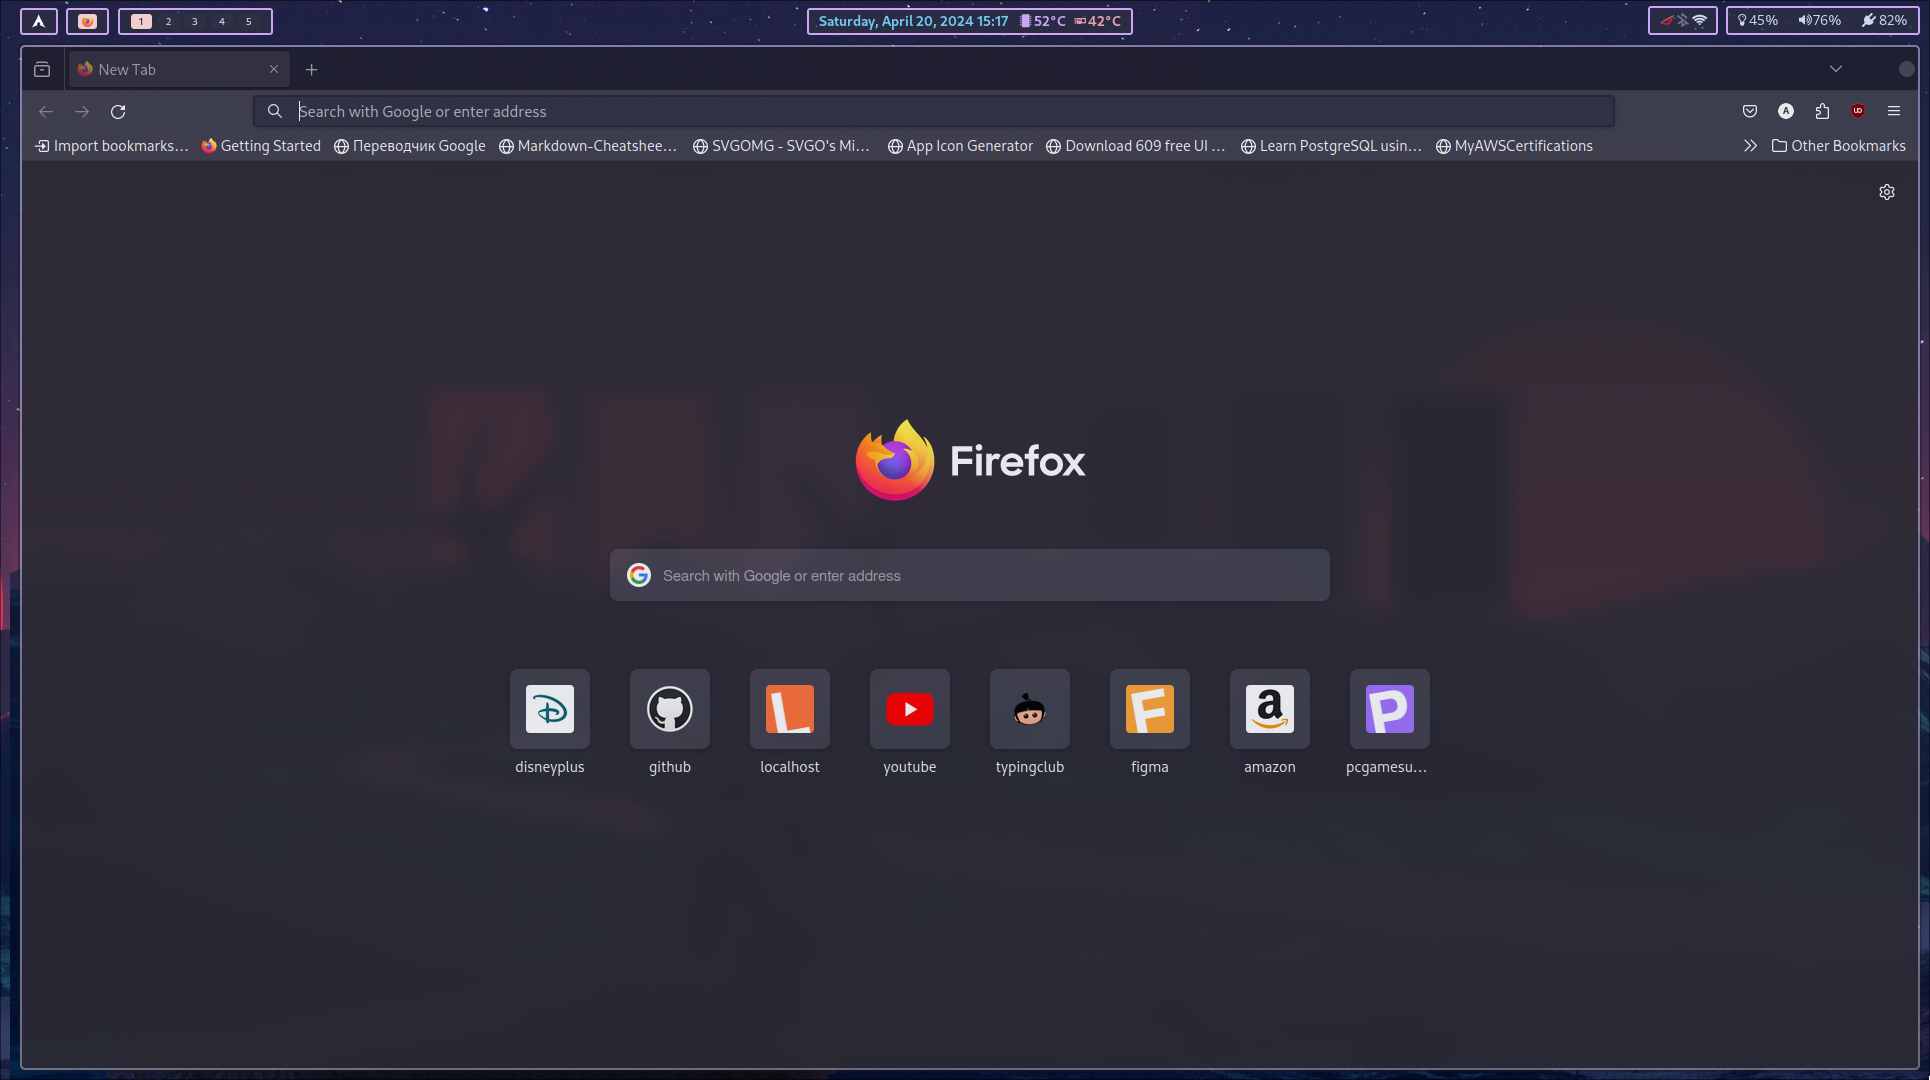 1 2 3 4 5
Saturday, April 20, 2024 15:17 52°C 42°C
45% 76% 82%
New Tab
Search with Google or enter address
Import bookmarks… Getting Started Переводчик Google Markdown-Cheatshee… SVGOMG - SVGO's Mi… App Icon Generator Download 609 free UI … Learn PostgreSQL usin… MyAWSCertifications Other Bookmarks
Firefox
Search with Google or enter address
disneyplus github localhost youtube typingclub figma amazon pcgamesu…